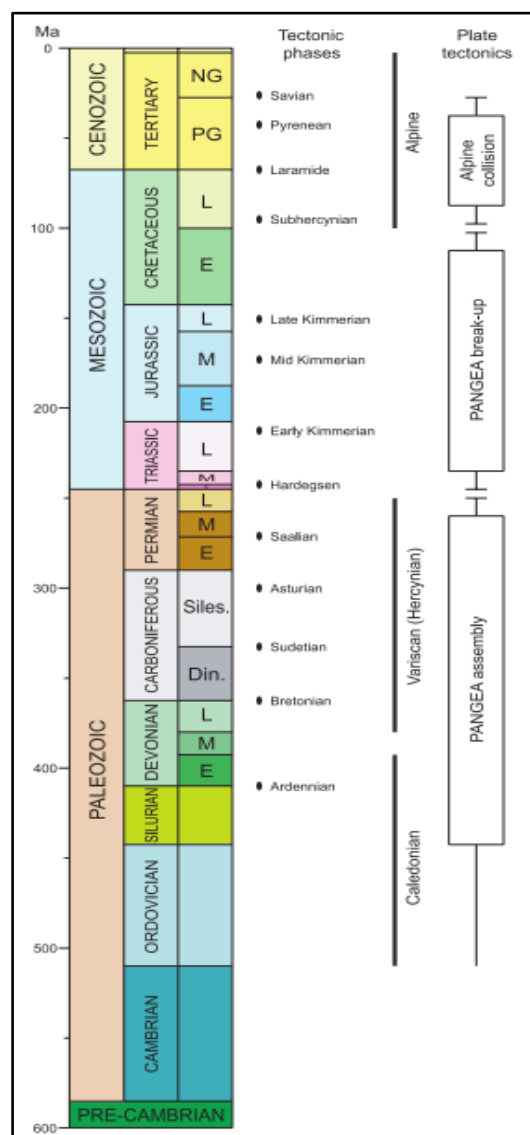 Ma
Tectonic
phases
Plate
tectonics
0
100
200
300
400
500
600
CENOZOIC
MESOZOIC
PALEOZOIC
PRE-CAMBRIAN
TERTIARY
CRETACEOUS
JURASSIC
TRIASSIC
PERMIAN
CARBONIFEROUS
DEVONIAN
SILURIAN
ORDOVICIAN
CAMBRIAN
NG
PG
L
E
L
M
E
L
M
L
M
E
Siles.
Din.
L
M
E
Savian
Pyrenean
Laramide
Subhercynian
Late Kimmerian
Mid Kimmerian
Early Kimmerian
Hardegsen
Saalian
Asturian
Sudetian
Bretonian
Ardennian
Alpine
Variscan (Hercynian)
Caledonian
Alpine
collision
PANGEA break-up
PANGEA assembly